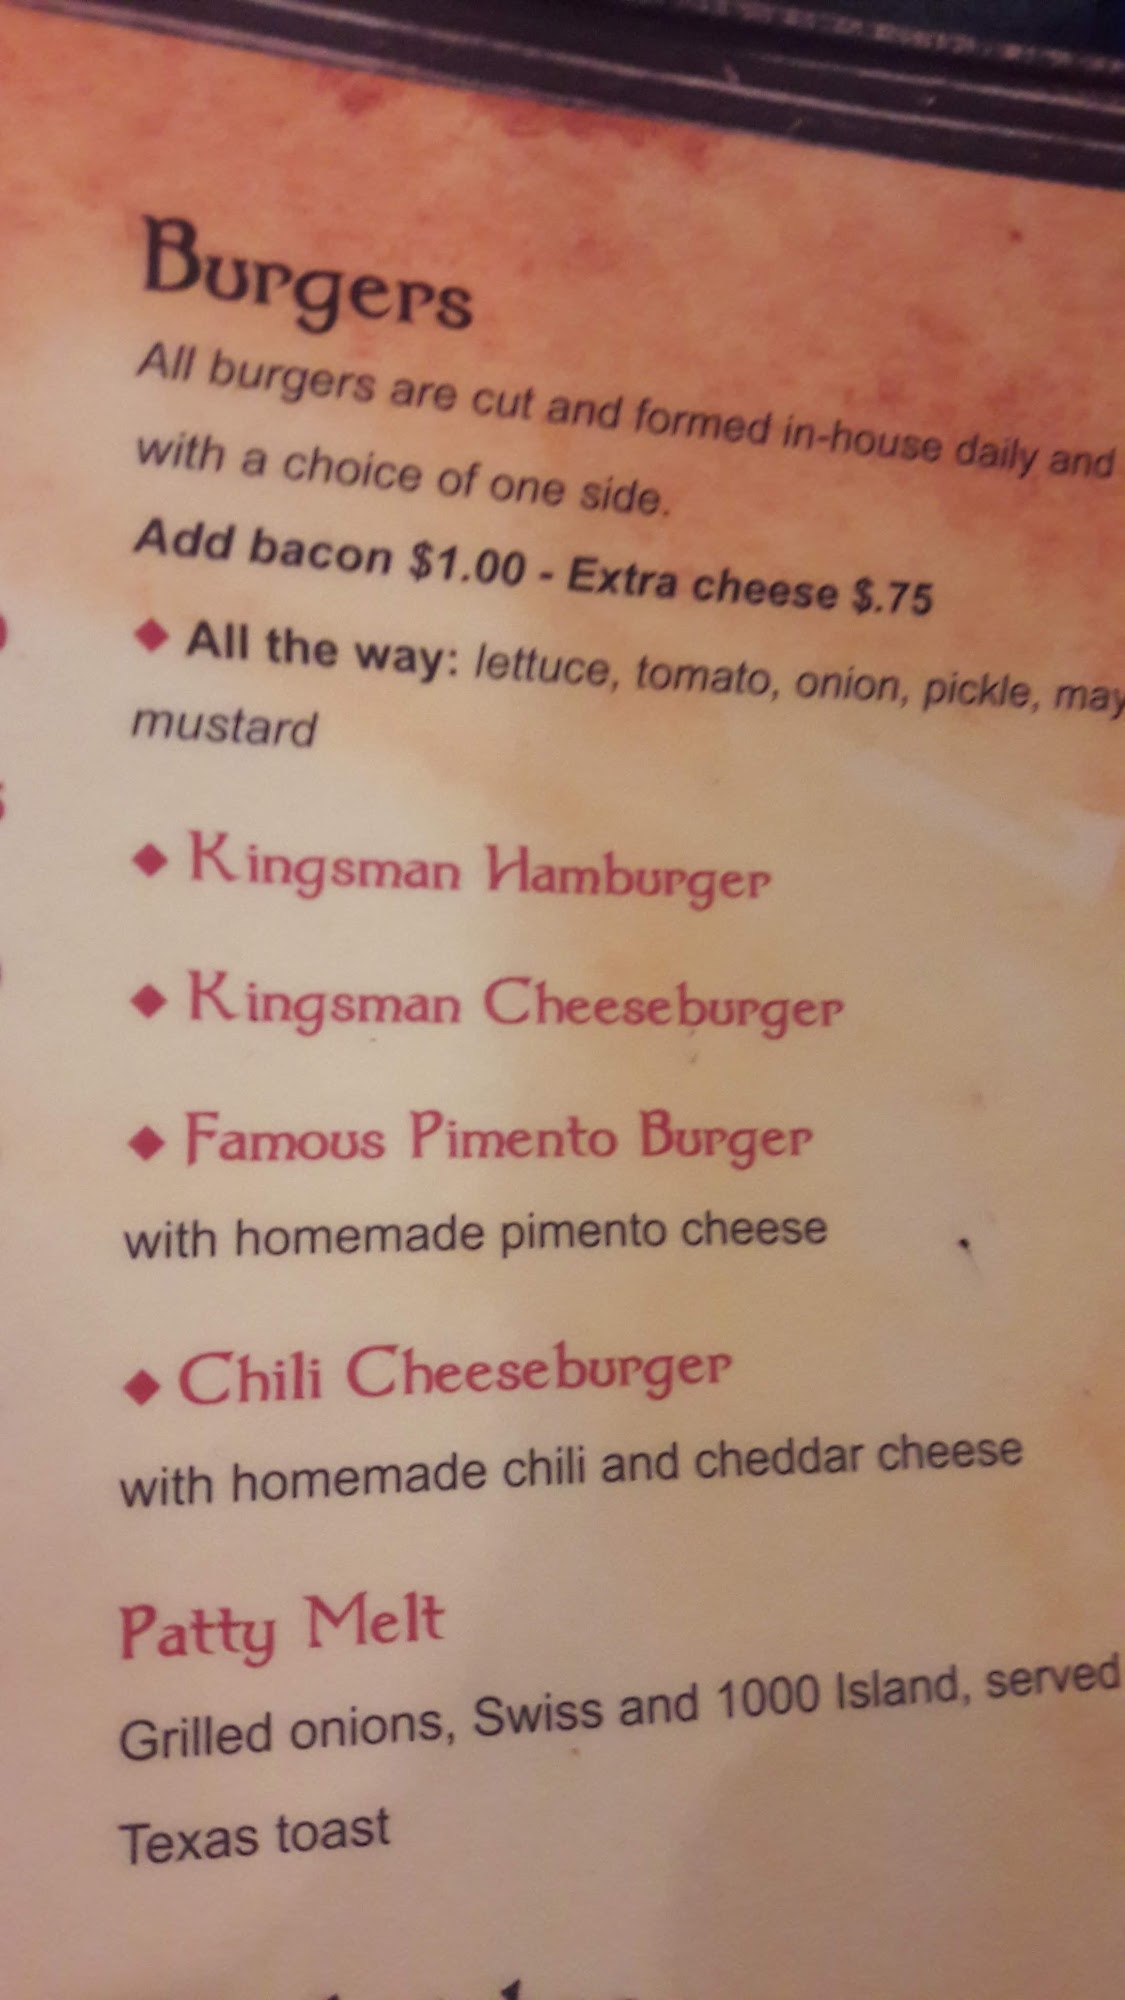 Burgers
All burgers are cut and formed in-house daily and
with a choice of one side.
Add bacon $1.00 - Extra cheese $.75
◆ All the way: lettuce, tomato, onion, pickle, may
mustard
◆ Kingsman Hamburger
◆ Kingsman Cheeseburger
◆ Famous Pimento Burger
with homemade pimento cheese
◆ Chili Cheeseburger
with homemade chili and cheddar cheese
Patty Melt
Grilled onions, Swiss and 1000 Island, served
Texas toast